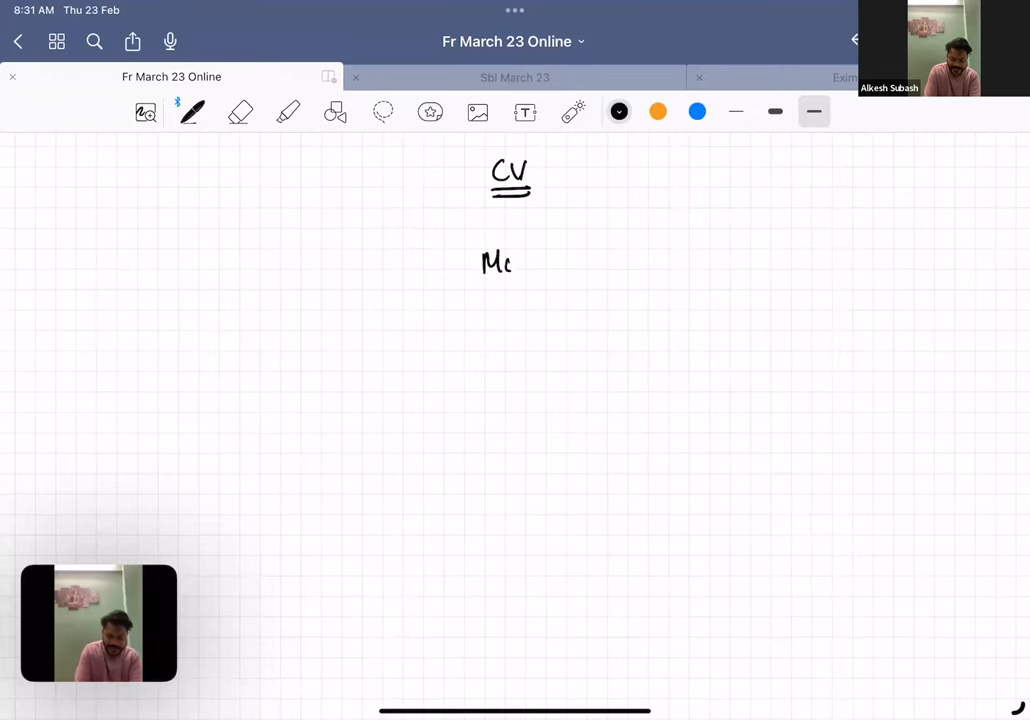 8:31 AM Thu 23 Feb
Fr March 23 Online
Alkesh Subash
Fr March 23 Online
Sbl March 23
Exim
CV
Mc